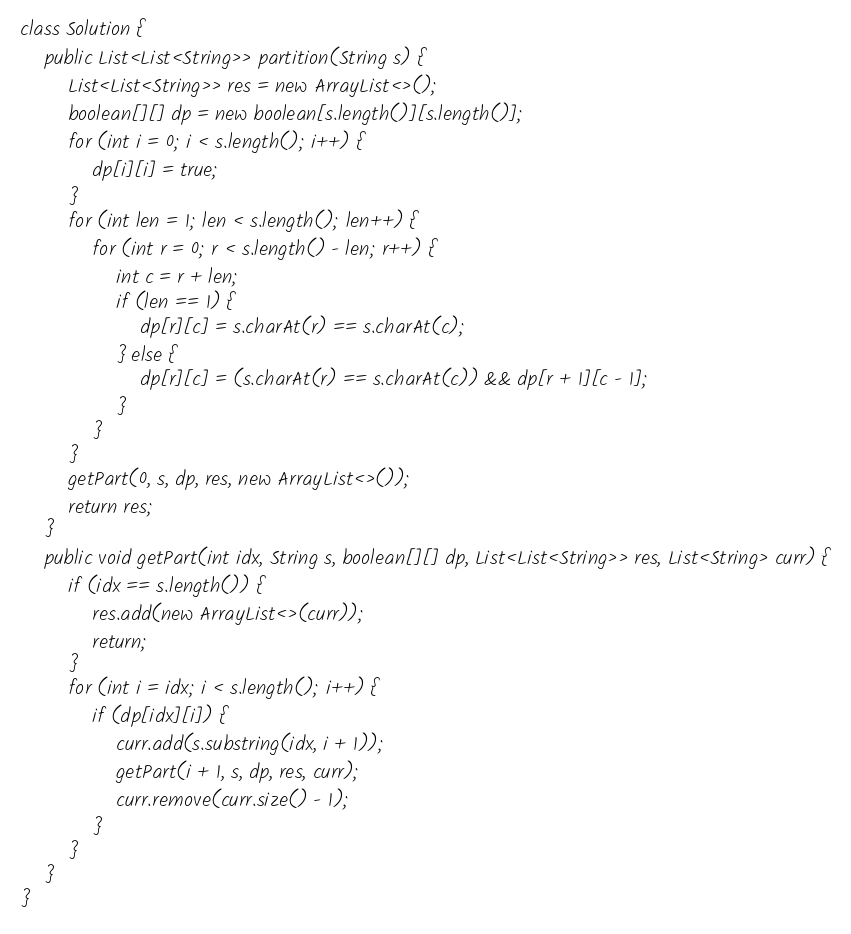 class Solution {
    public List<List<String>> partition(String s) {
        List<List<String>> res = new ArrayList<>();
        boolean[][] dp = new boolean[s.length()][s.length()];
        for (int i = 0; i < s.length(); i++) {
            dp[i][i] = true;
        }
        for (int len = 1; len < s.length(); len++) {
            for (int r = 0; r < s.length() - len; r++) {
                int c = r + len;
                if (len == 1) {
                    dp[r][c] = s.charAt(r) == s.charAt(c);
                } else {
                    dp[r][c] = (s.charAt(r) == s.charAt(c)) && dp[r + 1][c - 1];
                }
            }
        }
        getPart(0, s, dp, res, new ArrayList<>());
        return res;
    }
    public void getPart(int idx, String s, boolean[][] dp, List<List<String>> res, List<String> curr) {
        if (idx == s.length()) {
            res.add(new ArrayList<>(curr));
            return;
        }
        for (int i = idx; i < s.length(); i++) {
            if (dp[idx][i]) {
                curr.add(s.substring(idx, i + 1));
                getPart(i + 1, s, dp, res, curr);
                curr.remove(curr.size() - 1);
            }
        }
    }
}